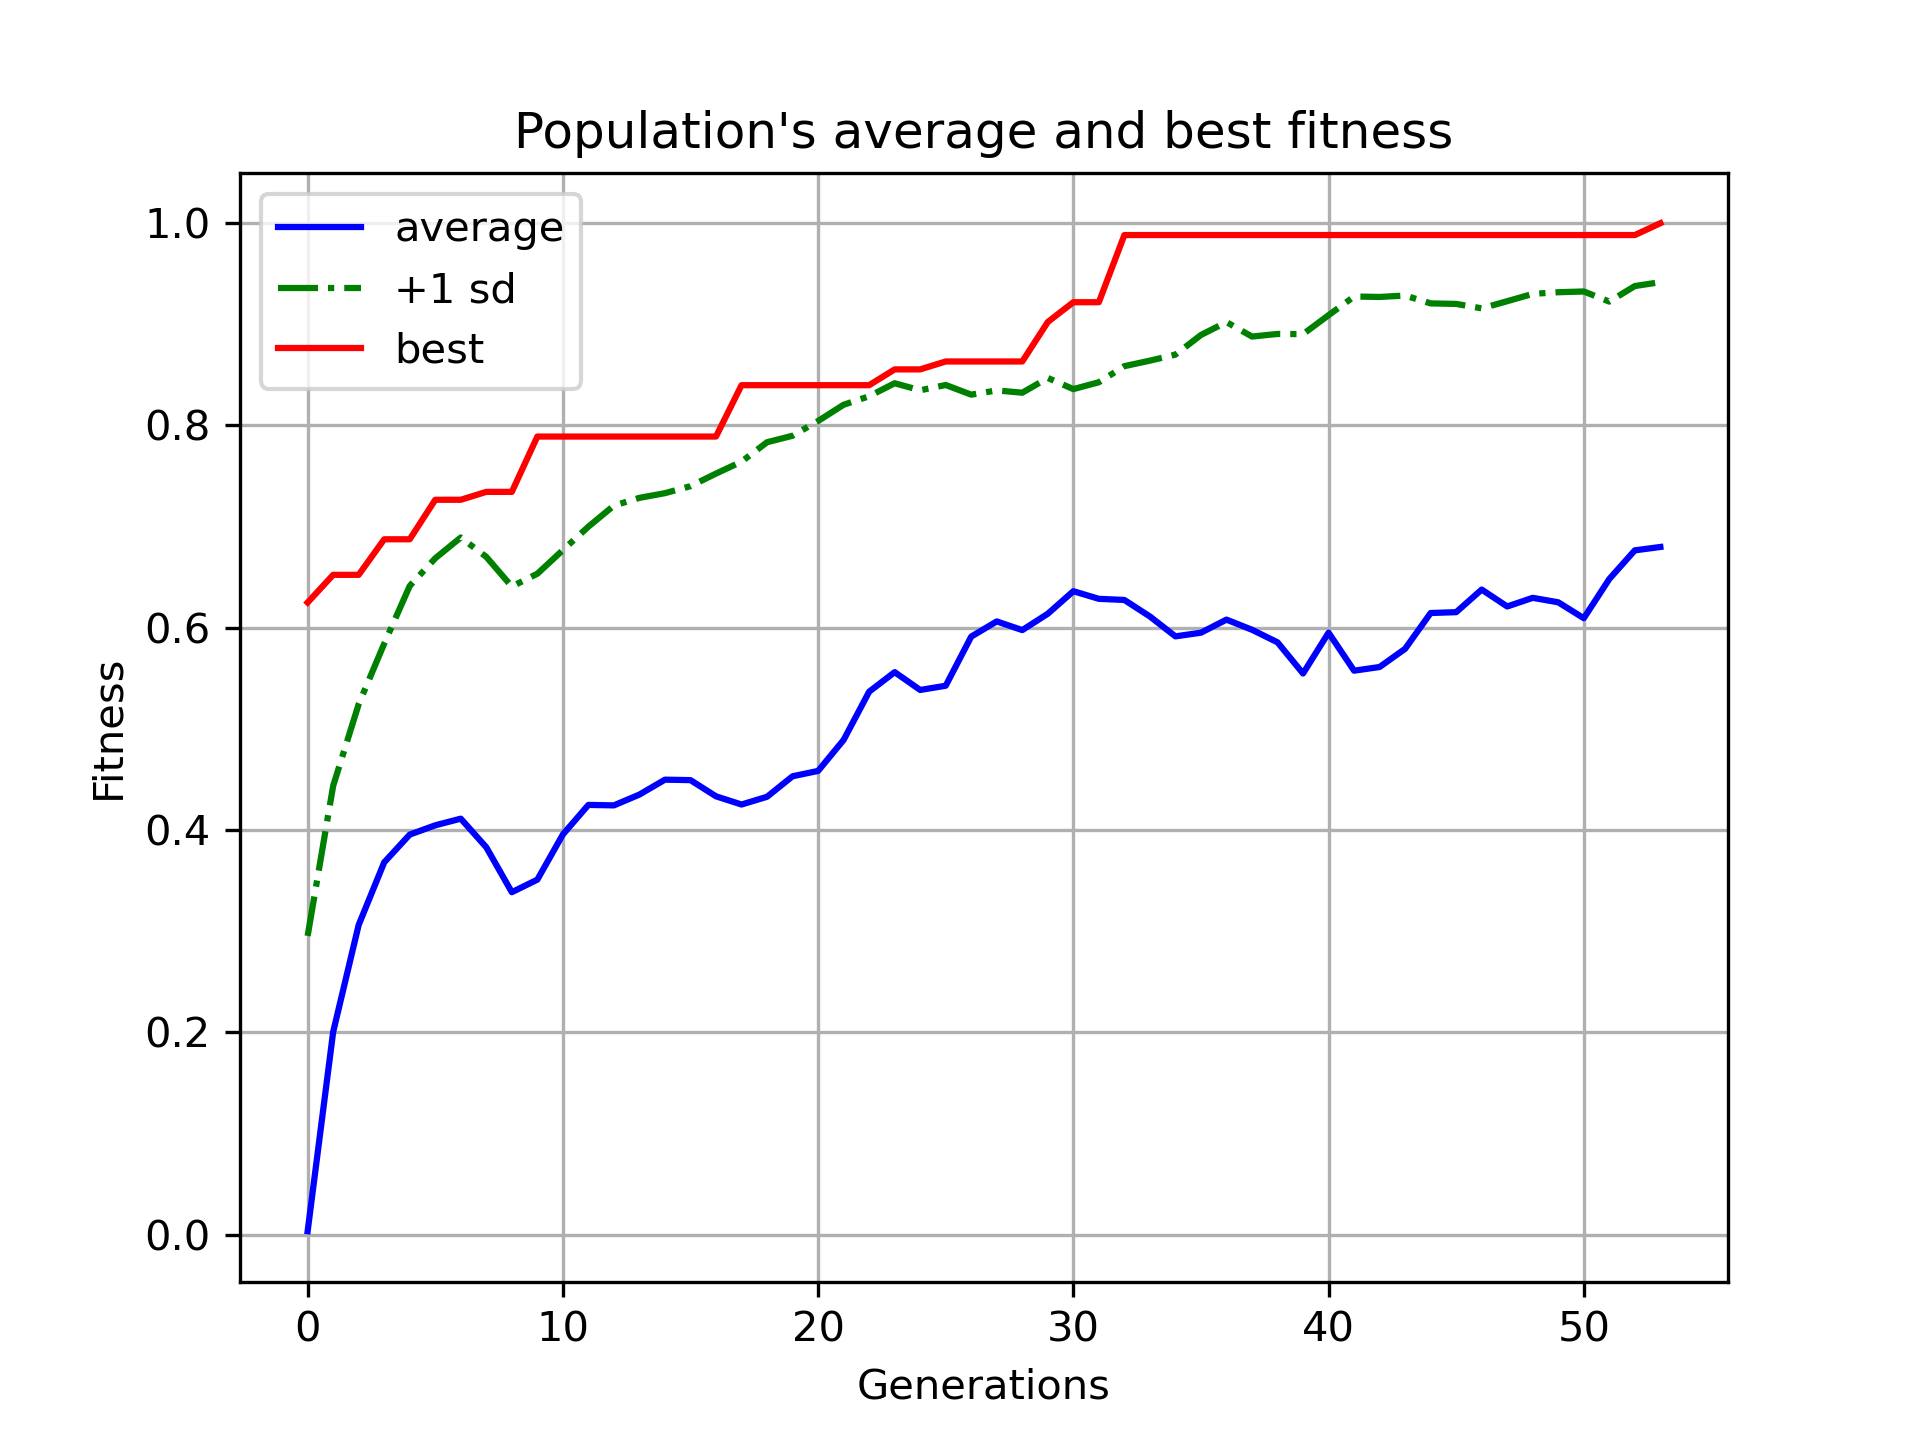 Population's average and best fitness
average
+1 sd
best
1.0
0.8
0.6
0.4
0.2
0.0
Fitness
0 10 20 30 40 50
Generations